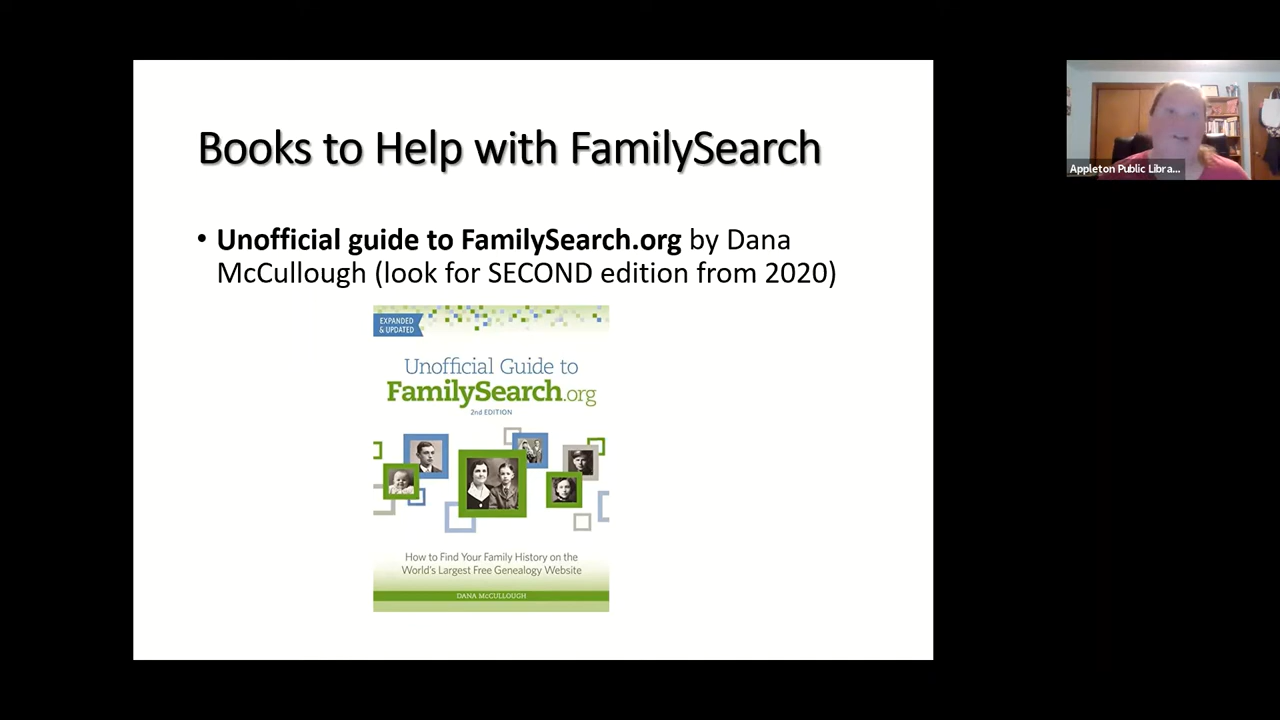 Books to Help with FamilySearch
• Unofficial guide to FamilySearch.org by Dana
McCullough (look for SECOND edition from 2020)
EXPANDED
& UPDATED
Unofficial Guide to
FamilySearch.org
2nd EDITION
How to Find Your Family History on the
World's Largest Free Genealogy Website
DANA McCULLOUGH
Appleton Public Libra...